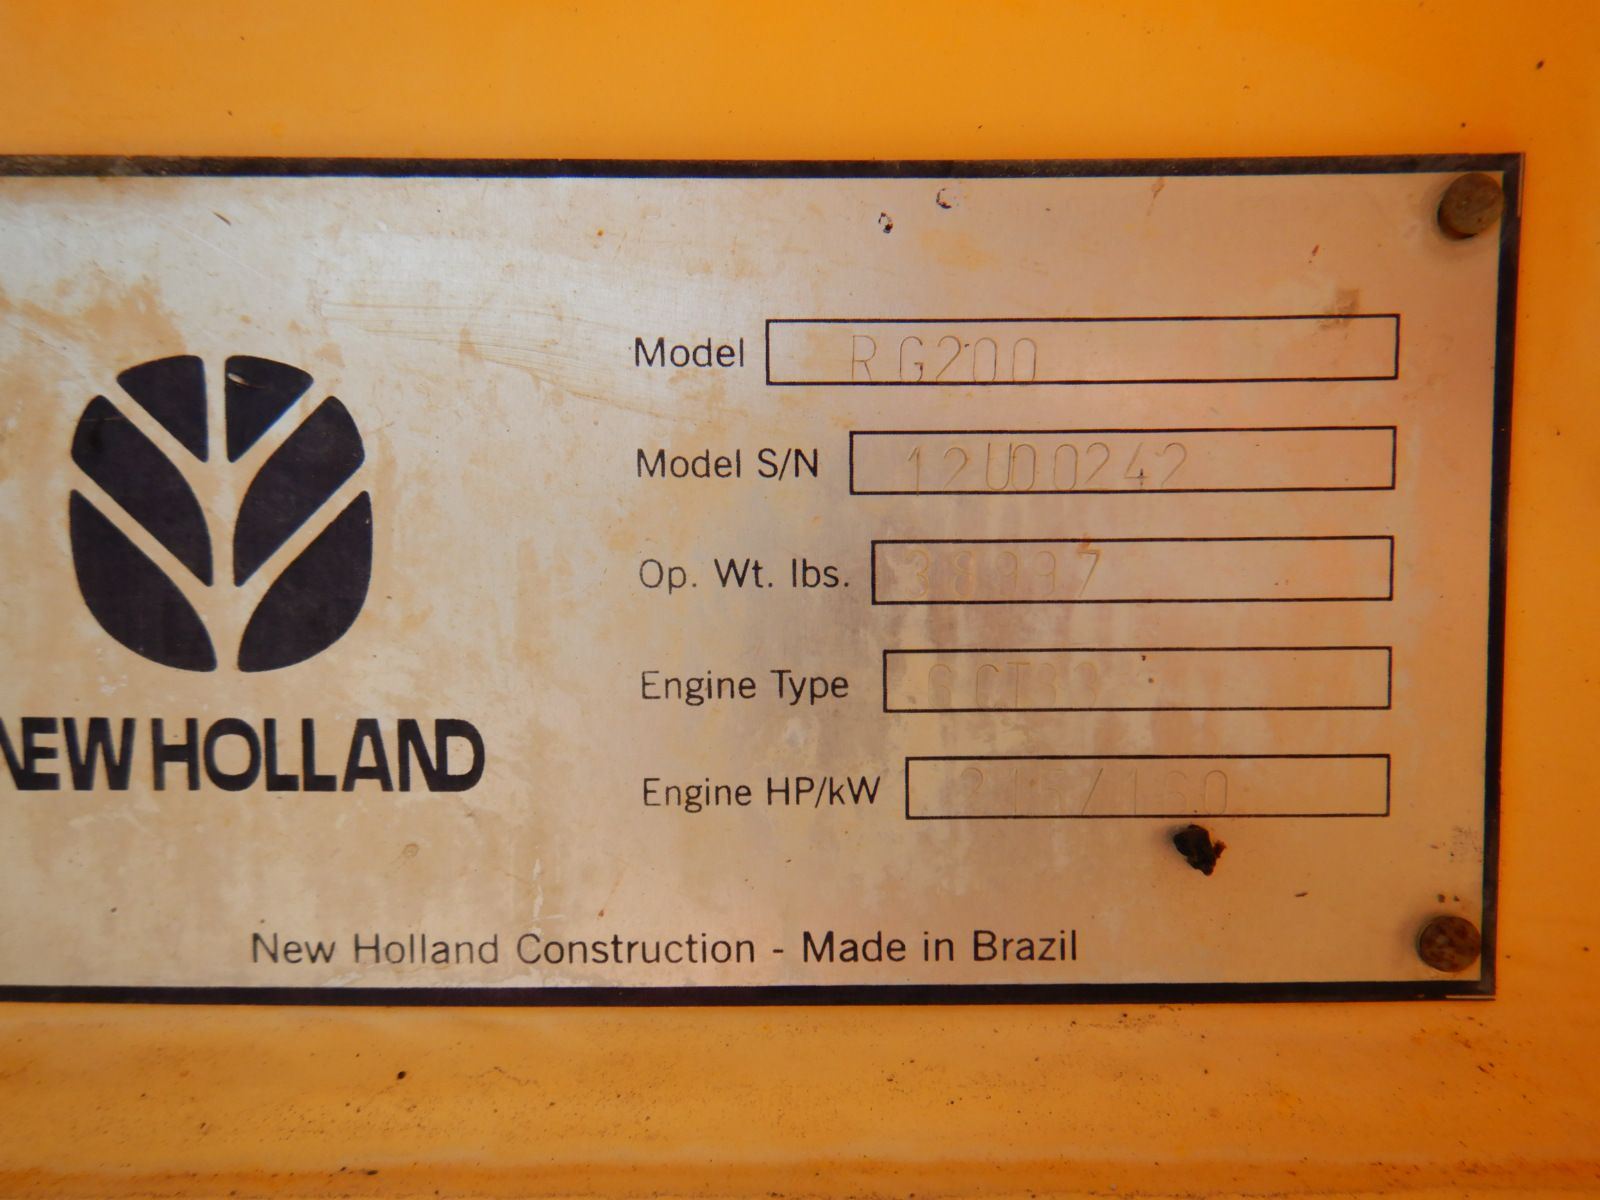 NEW HOLLAND
Model RG200
Model S/N 12U00242
Op. Wt. lbs. 38997
Engine Type 6CT83
Engine HP/kW 215/160
New Holland Construction - Made in Brazil